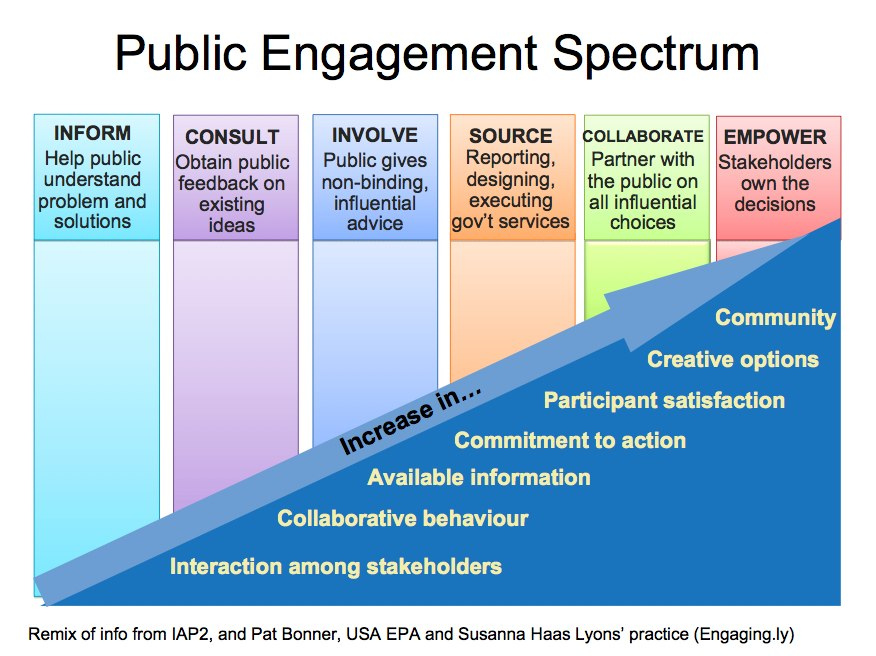 Public Engagement Spectrum
INFORM
Help public
understand
problem and
solutions
CONSULT
Obtain public
feedback on
existing
ideas
INVOLVE
Public gives
non-binding,
influential
advice
SOURCE
Reporting,
designing,
executing
gov't services
COLLABORATE
Partner with
the public on
all influential
choices
EMPOWER
Stakeholders
own the
decisions
Increase in...
Community
Creative options
Participant satisfaction
Commitment to action
Available information
Collaborative behaviour
Interaction among stakeholders
Remix of info from IAP2, and Pat Bonner, USA EPA and Susanna Haas Lyons' practice (Engaging.ly)